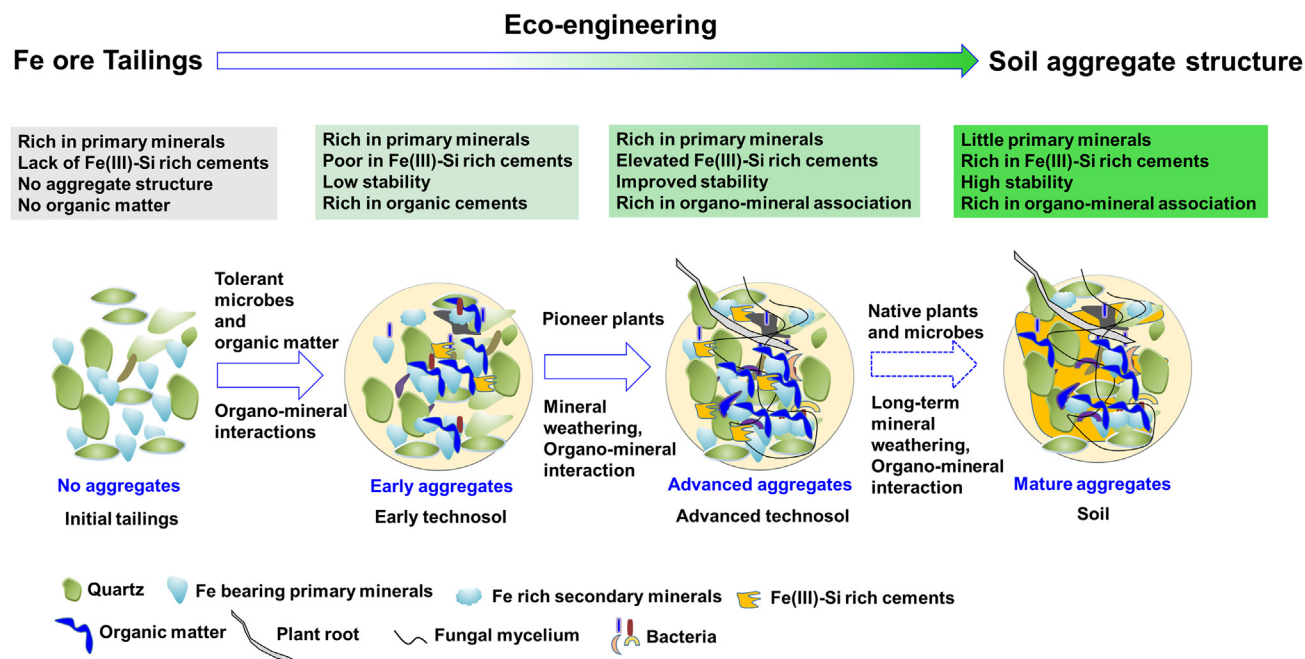 Eco-engineering
Fe ore Tailings
Soil aggregate structure
Rich in primary minerals
Lack of Fe(III)-Si rich cements
No aggregate structure
No organic matter
Rich in primary minerals
Poor in Fe(III)-Si rich cements
Low stability
Rich in organic cements
Rich in primary minerals
Elevated Fe(III)-Si rich cements
Improved stability
Rich in organo-mineral association
Little primary minerals
Rich in Fe(III)-Si rich cements
High stability
Rich in organo-mineral association
Tolerant
microbes
and
organic matter
Organo-mineral
interactions
Pioneer plants
Mineral
weathering,
Organo-mineral
interaction
Native plants
and microbes
Long-term
mineral
weathering,
Organo-mineral
interaction
No aggregates
Initial tailings
Early aggregates
Early technosol
Advanced aggregates
Advanced technosol
Mature aggregates
Soil
Quartz
Fe bearing primary minerals
Fe rich secondary minerals
Fe(III)-Si rich cements
Organic matter
Plant root
Fungal mycelium
Bacteria